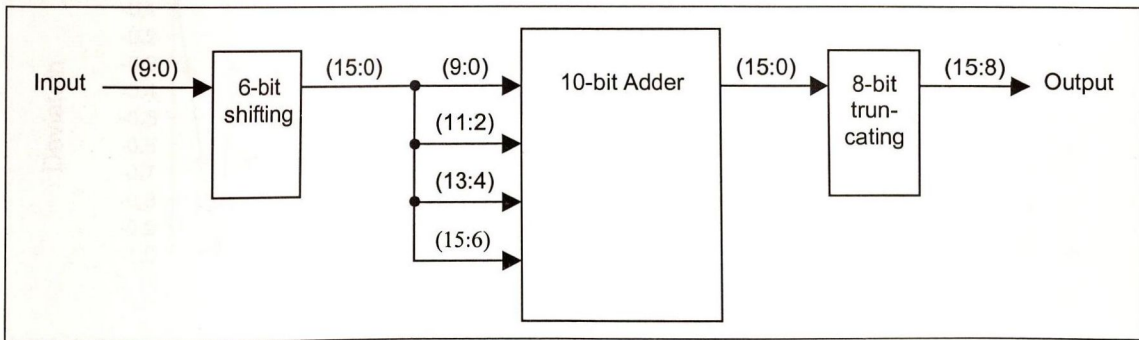 Input
(9:0)
6-bit
shifting
(15:0)
(9:0)
(11:2)
(13:4)
(15:6)
10-bit Adder
(15:0)
8-bit
trun-
cating
(15:8)
Output